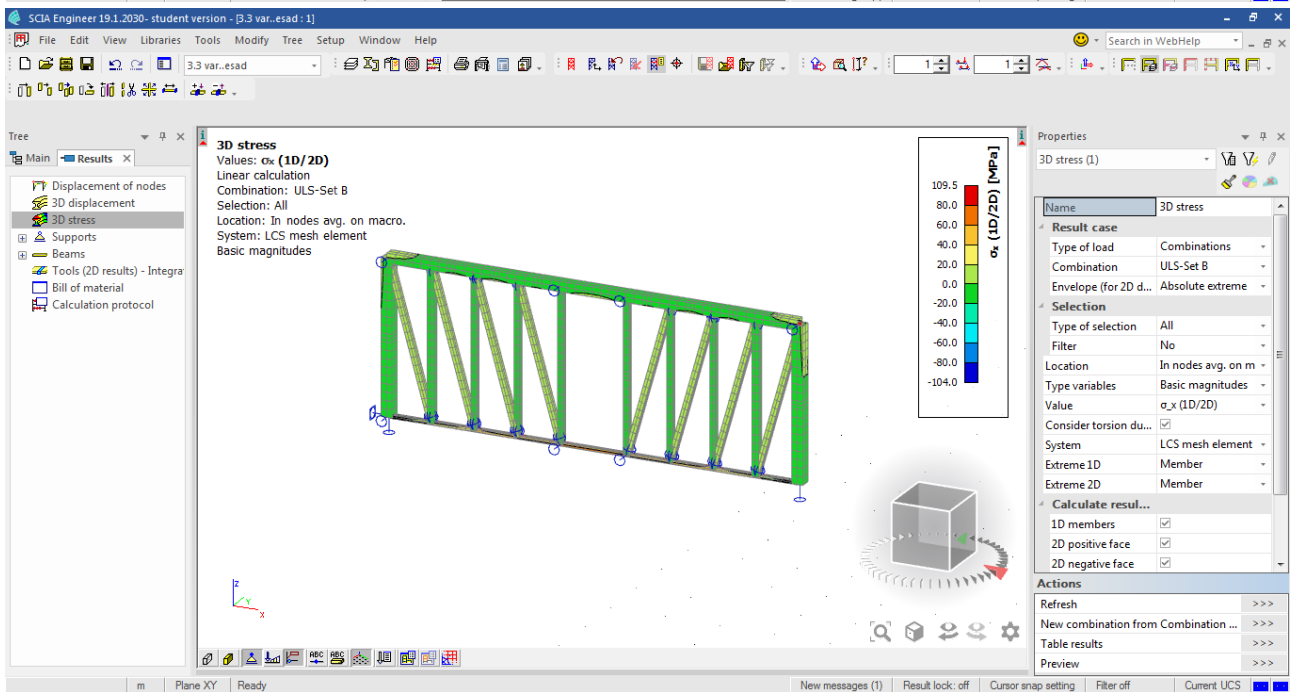 SCIA Engineer 19.1.2030- student version - [3.3 var..esad : 1]
File Edit View Libraries Tools Modify Tree Setup Window Help
Search in WebHelp
3.3 var..esad
1
1
Tree
Main
Results
Displacement of nodes
3D displacement
3D stress
Supports
Beams
Tools (2D results) - Integra
Bill of material
Calculation protocol
3D stress
Values: σx (1D/2D)
Linear calculation
Combination: ULS-Set B
Selection: All
Location: In nodes avg. on macro.
System: LCS mesh element
Basic magnitudes
109.5
80.0
60.0
40.0
20.0
0.0
-20.0
-40.0
-60.0
-80.0
-104.0
σx (1D/2D) [MPa]
z
Y
x
ABC
ABC
Properties
3D stress (1)
Name 3D stress
Result case
Type of load Combinations
Combination ULS-Set B
Envelope (for 2D d... Absolute extreme
Selection
Type of selection All
Filter No
Location In nodes avg. on m
Type variables Basic magnitudes
Value σ_x (1D/2D)
Consider torsion du...
System LCS mesh element
Extreme 1D Member
Extreme 2D Member
Calculate resul...
1D members
2D positive face
2D negative face
Actions
Refresh >>>
New combination from Combination ... >>>
Table results >>>
Preview >>>
m Plane XY Ready New messages (1) Result lock: off Cursor snap setting Filter off Current UCS